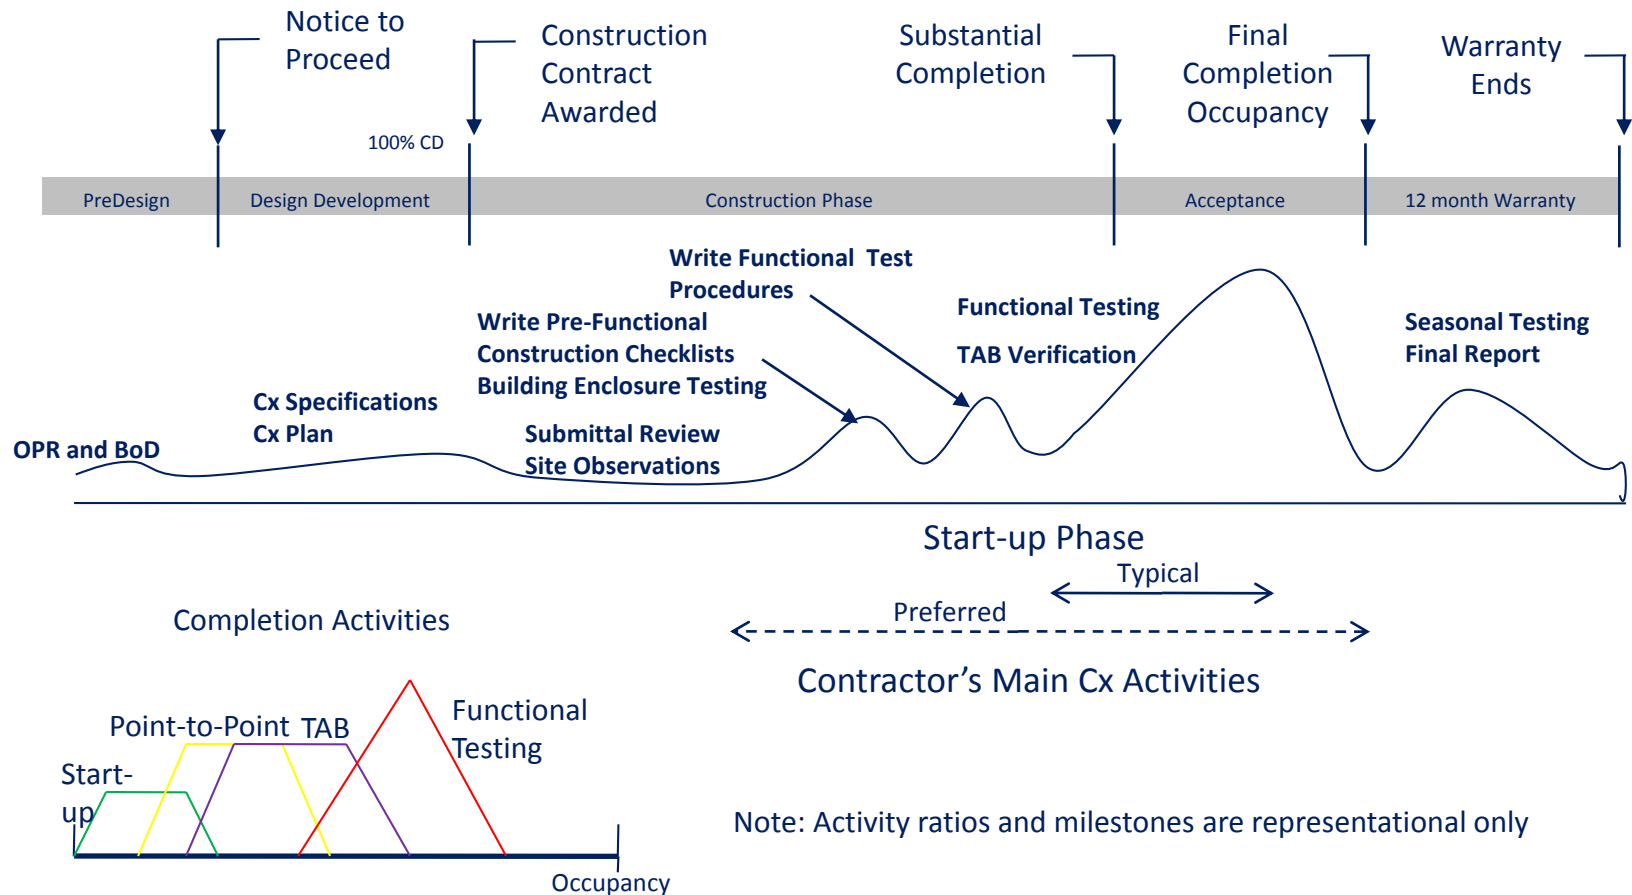 Notice to
Proceed
Construction
Contract
Awarded
Substantial
Completion
Final
Completion
Occupancy
Warranty
Ends
100% CD
PreDesign
Design Development
Construction Phase
Acceptance
12 month Warranty
Write Functional Test
Procedures
Write Pre-Functional
Construction Checklists
Building Enclosure Testing
Functional Testing
TAB Verification
Seasonal Testing
Final Report
Cx Specifications
Cx Plan
OPR and BoD
Submittal Review
Site Observations
Start-up Phase
Typical
Preferred
Contractor’s Main Cx Activities
Completion Activities
Point-to-Point
TAB
Functional
Testing
Start-
up
Occupancy
Note: Activity ratios and milestones are representational only